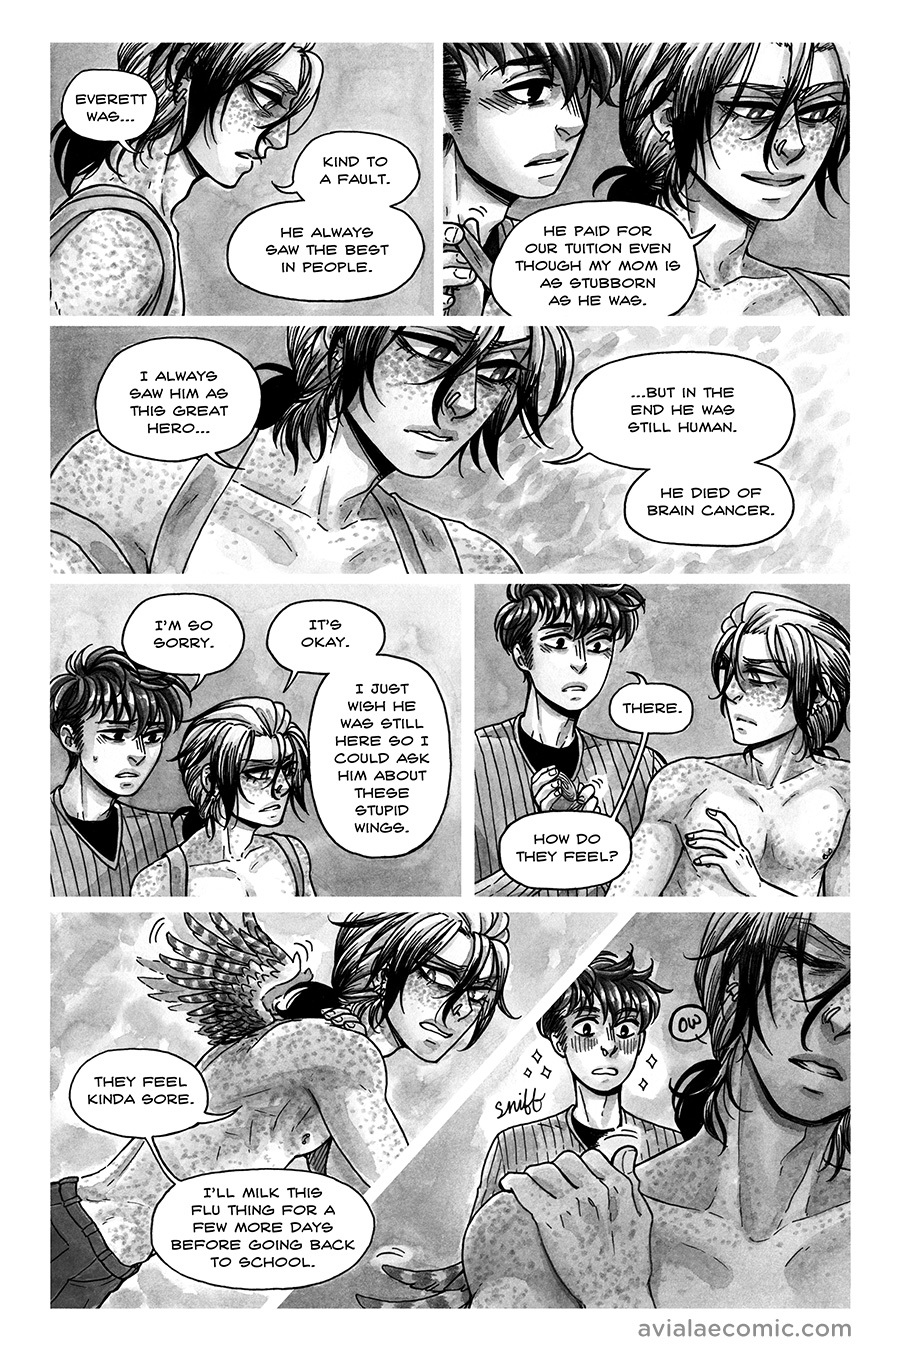 EVERETT
WAS...
KIND TO
A FAULT.
HE ALWAYS
SAW THE BEST
IN PEOPLE.
HE PAID FOR
OUR TUITION EVEN
THOUGH MY MOM IS
AS STUBBORN
AS HE WAS.
I ALWAYS
SAW HIM AS
THIS GREAT
HERO...
...BUT IN THE
END HE WAS
STILL HUMAN.
HE DIED OF
BRAIN CANCER.
I'M SO
SORRY.
IT'S
OKAY.
I JUST
WISH HE
WAS STILL
HERE SO I
COULD ASK
HIM ABOUT
THESE
STUPID
WINGS.
THERE.
HOW DO
THEY FEEL?
THEY FEEL
KINDA SORE.
I'LL MILK THIS
FLU THING FOR A
FEW MORE DAYS
BEFORE GOING BACK
TO SCHOOL.
OW
sniff
avialaecomic.com